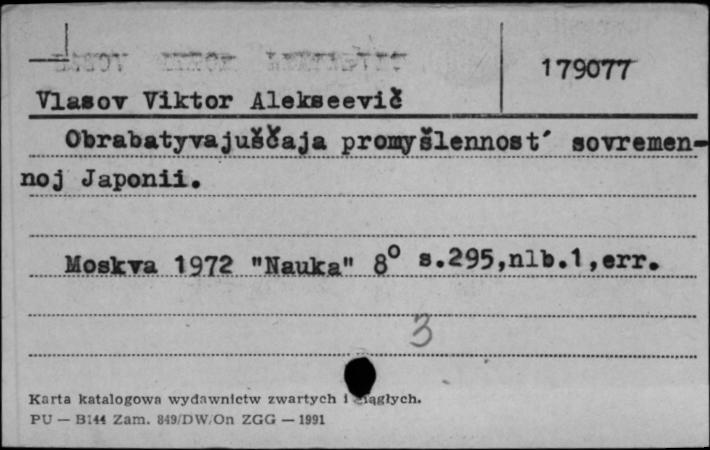 179077
Vlasov Viktor Alekseevič
Obrabatyvajuščaja promyšlennost´ sovremen-
noj Japonii.
Moskva 1972 "Nauka" 8° s.295,nlb.1,err.
3
Karta katalogowa wydawnictw zwartych i ciągłych.
PU — B144 Zam. 849/DW/On ZGG — 1991